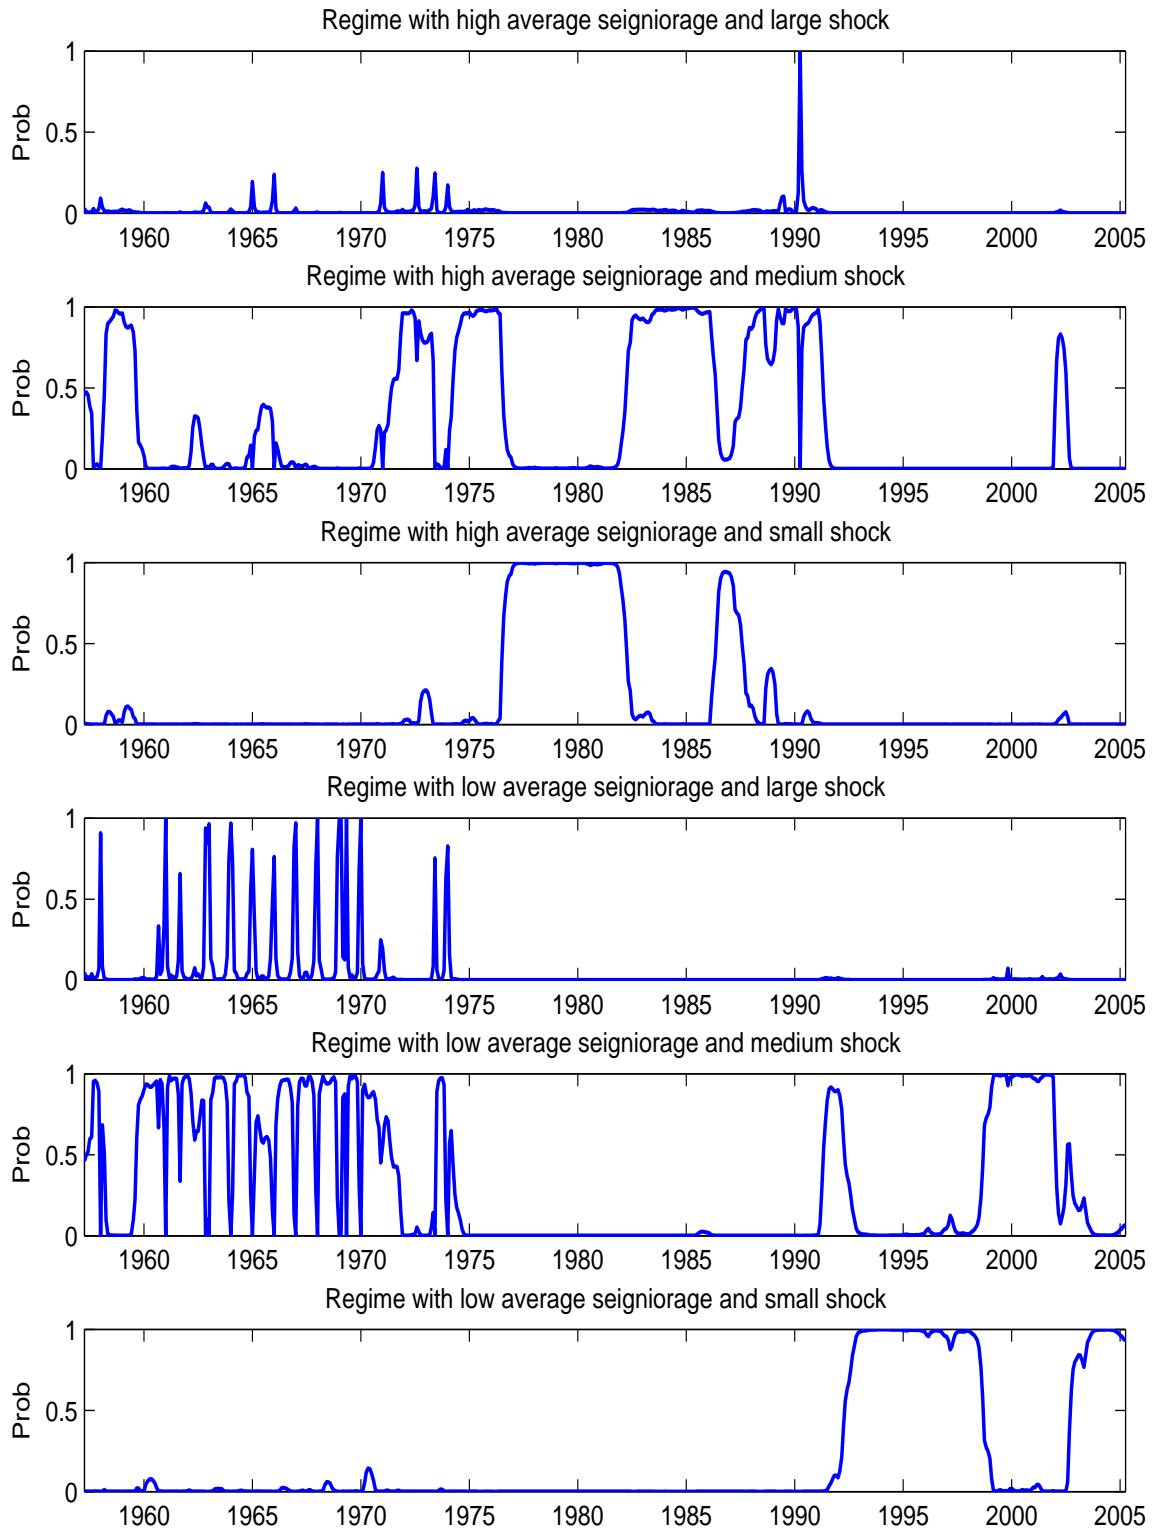 Regime with high average seigniorage and large shock
1
0.5
0
Prob
1960 1965 1970 1975 1980 1985 1990 1995 2000 2005
Regime with high average seigniorage and medium shock
1
0.5
0
Prob
1960 1965 1970 1975 1980 1985 1990 1995 2000 2005
Regime with high average seigniorage and small shock
1
0.5
0
Prob
1960 1965 1970 1975 1980 1985 1990 1995 2000 2005
Regime with low average seigniorage and large shock
1
0.5
0
Prob
1960 1965 1970 1975 1980 1985 1990 1995 2000 2005
Regime with low average seigniorage and medium shock
1
0.5
0
Prob
1960 1965 1970 1975 1980 1985 1990 1995 2000 2005
Regime with low average seigniorage and small shock
1
0.5
0
Prob
1960 1965 1970 1975 1980 1985 1990 1995 2000 2005